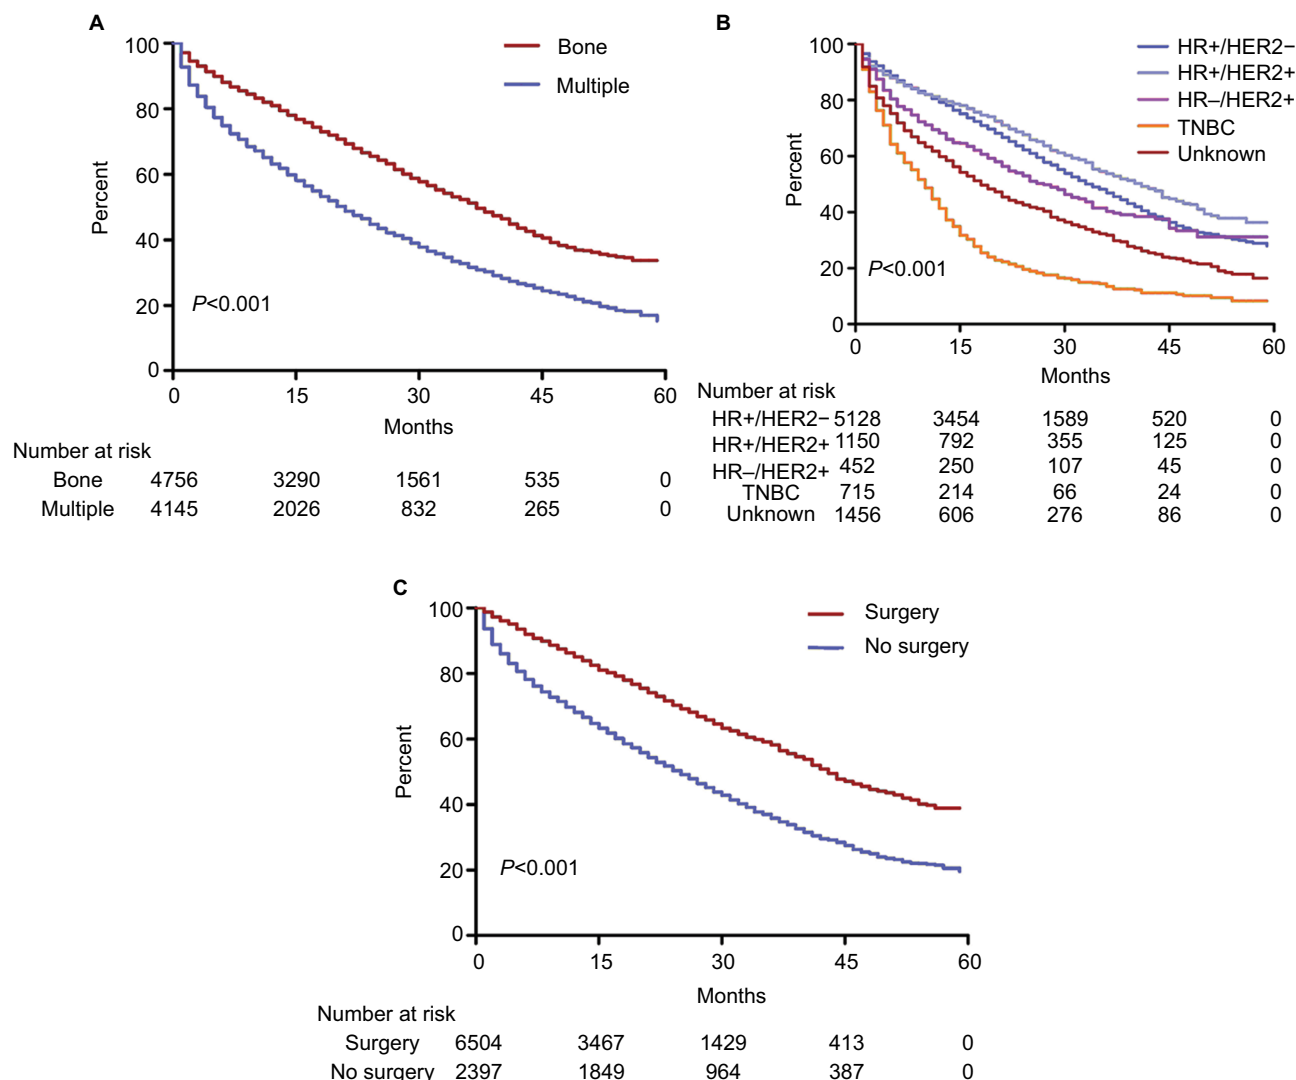 A
Percent
100
80
60
40
20
0
Bone
Multiple
P<0.001
0 15 30 45 60
Months
Number at risk
Bone 4756 3290 1561 535 0
Multiple 4145 2026 832 265 0
B
Percent
100
80
60
40
20
0
HR+/HER2−
HR+/HER2+
HR–/HER2+
TNBC
Unknown
P<0.001
0 15 30 45 60
Months
Number at risk
HR+/HER2− 5128 3454 1589 520 0
HR+/HER2+ 1150 792 355 125 0
HR–/HER2+ 452 250 107 45 0
TNBC 715 214 66 24 0
Unknown 1456 606 276 86 0
C
Percent
100
80
60
40
20
0
Surgery
No surgery
P<0.001
0 15 30 45 60
Months
Number at risk
Surgery 6504 3467 1429 413 0
No surgery 2397 1849 964 387 0